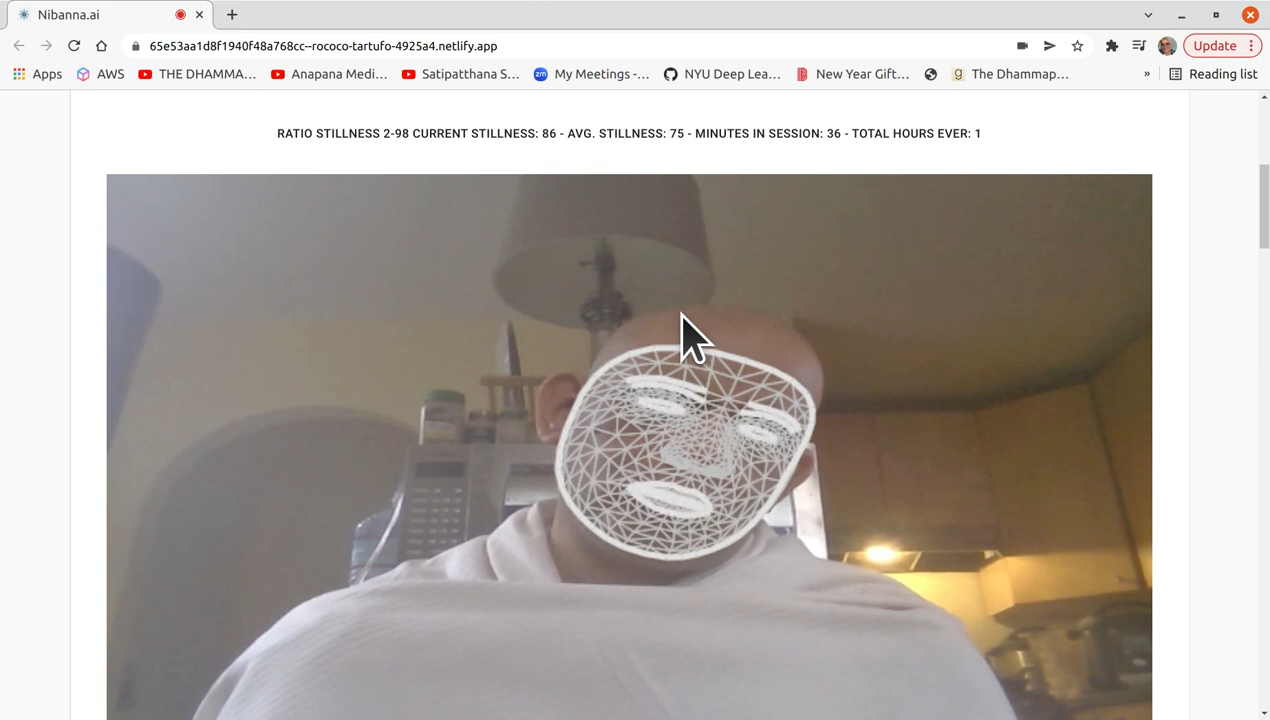 Nibanna.ai
65e53aa1d8f1940f48a768cc--rococo-tartufo-4925a4.netlify.app
Update
Apps AWS THE DHAMMA... Anapana Medi... Satipatthana S... zm My Meetings -... NYU Deep Lea... New Year Gift... g The Dhammap... » Reading list
RATIO STILLNESS 2-98 CURRENT STILLNESS: 86 - AVG. STILLNESS: 75 - MINUTES IN SESSION: 36 - TOTAL HOURS EVER: 1